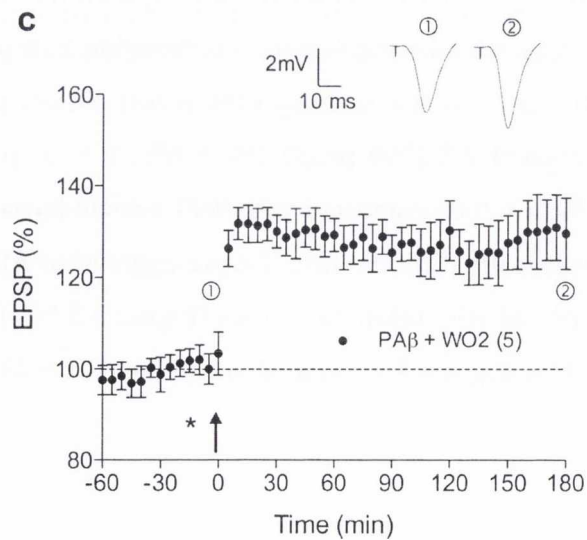 c
① ②
2mV
10 ms
160
140
120
100
80
EPSP (%)
①
②
PAβ + WO2 (5)
*
-60 -30 0 30 60 90 120 150 180
Time (min)